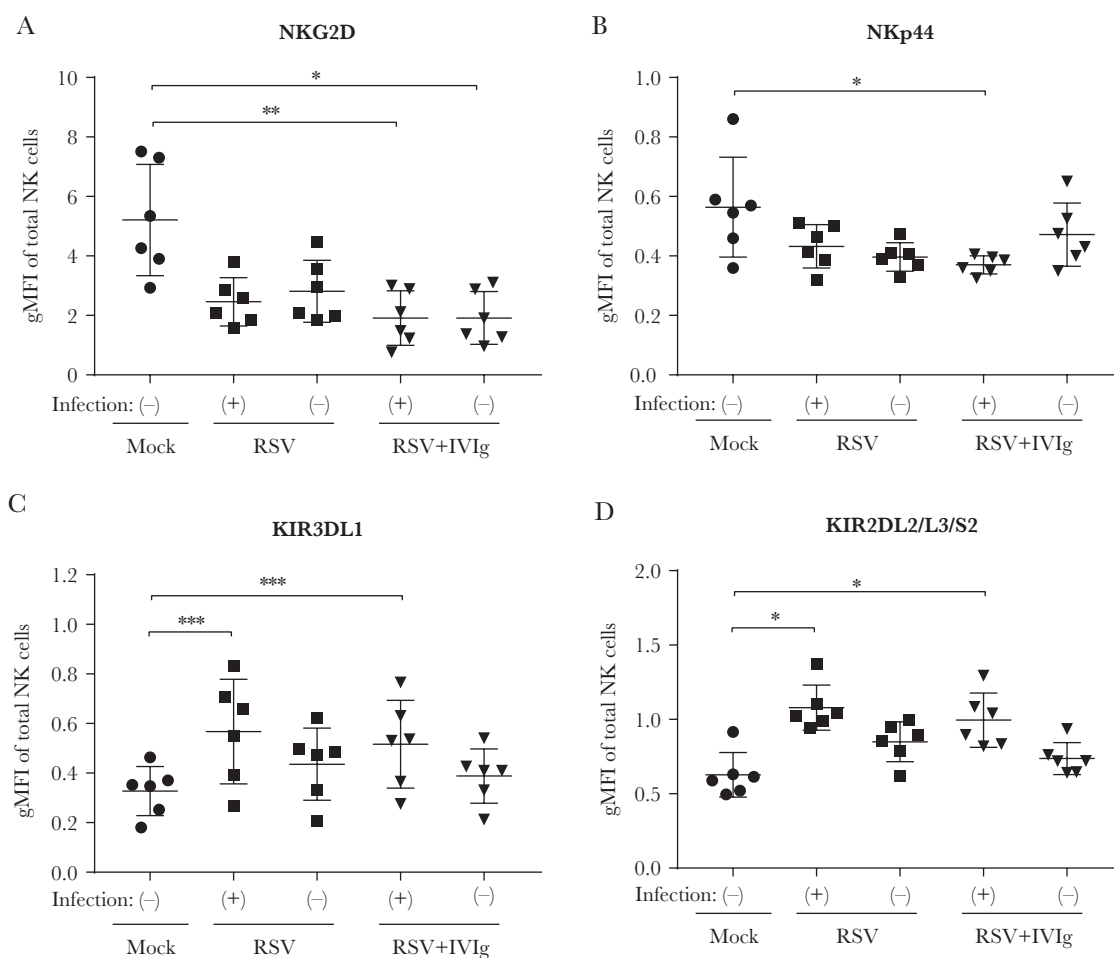 A
NKG2D
gMFI of total NK cells
10
8
6
4
2
0
*
**
Infection: (–) (+) (–) (+) (–)
Mock RSV RSV+IVIg
B
NKp44
gMFI of total NK cells
1.0
0.8
0.6
0.4
0.2
0.0
*
Infection: (–) (+) (–) (+) (–)
Mock RSV RSV+IVIg
C
KIR3DL1
gMFI of total NK cells
1.2
1.0
0.8
0.6
0.4
0.2
0.0
***
***
Infection: (–) (+) (–) (+) (–)
Mock RSV RSV+IVIg
D
KIR2DL2/L3/S2
gMFI of total NK cells
2.0
1.5
1.0
0.5
0.0
*
*
Infection: (–) (+) (–) (+) (–)
Mock RSV RSV+IVIg